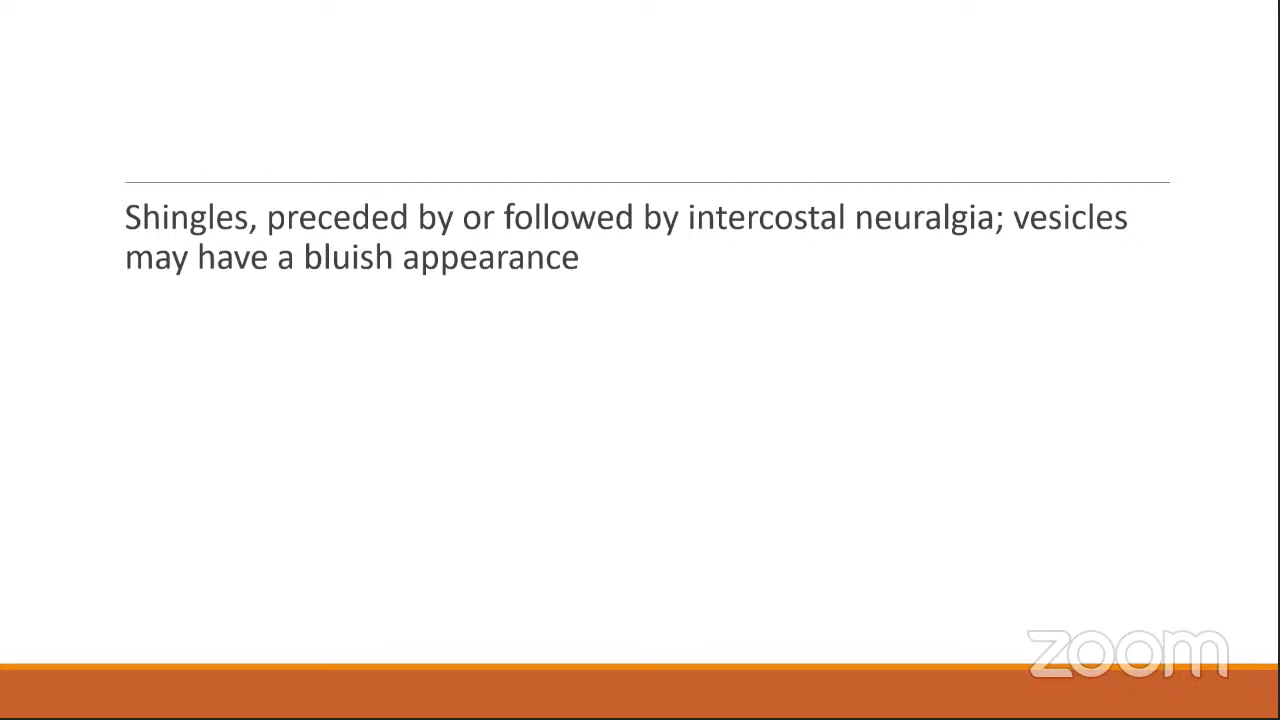 Shingles, preceded by or followed by intercostal neuralgia; vesicles
may have a bluish appearance
zoom